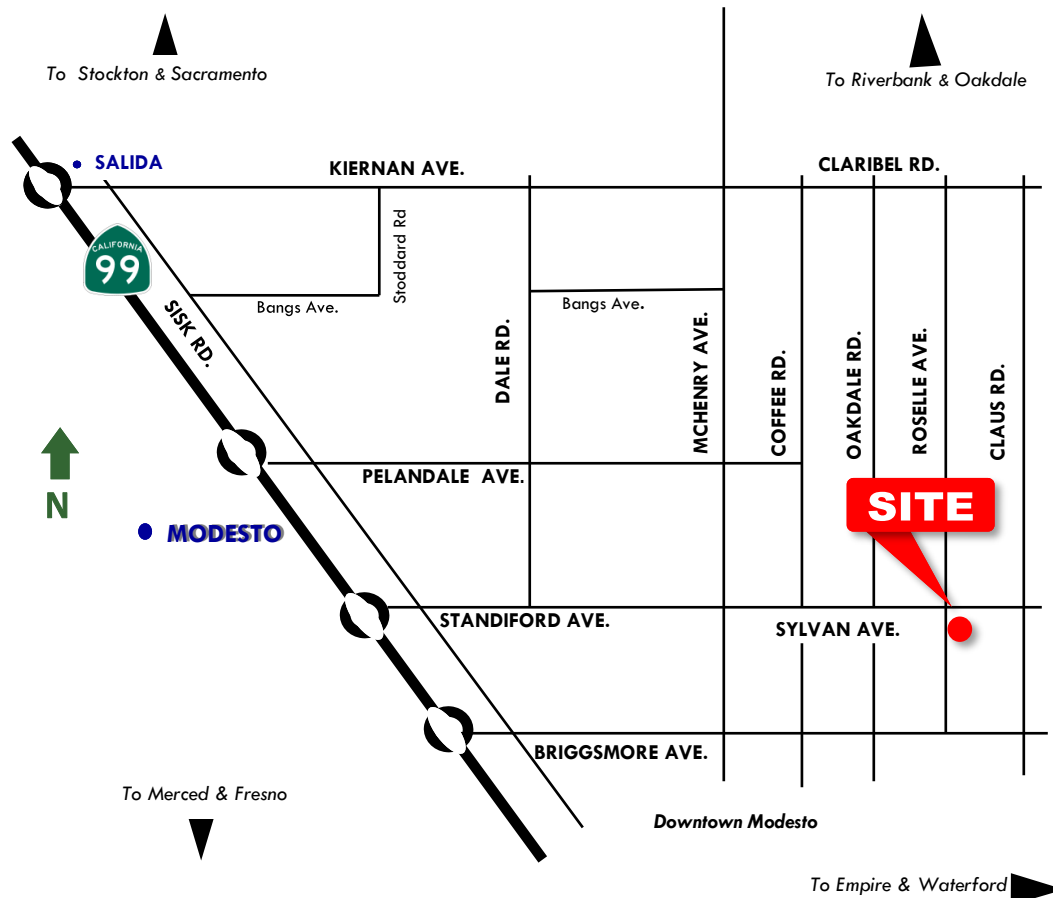 To Stockton & Sacramento
To Riverbank & Oakdale
SALIDA
KIERNAN AVE.
CLARIBEL RD.
CALIFORNIA
99
Stoddard Rd
Bangs Ave.
Bangs Ave.
SISK RD.
DALE RD.
MCHENRY AVE.
COFFEE RD.
OAKDALE RD.
ROSELLE AVE.
CLAUS RD.
PELANDALE AVE.
N
MODESTO
SITE
STANDIFORD AVE.
SYLVAN AVE.
BRIGGSMORE AVE.
To Merced & Fresno
Downtown Modesto
To Empire & Waterford